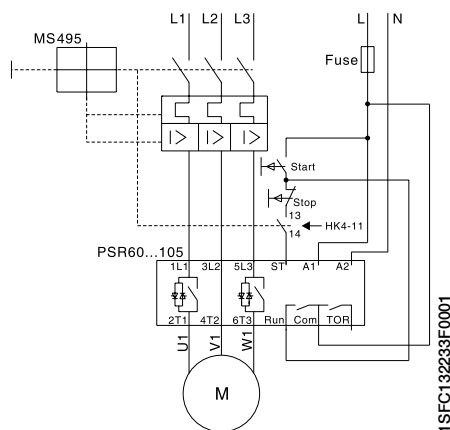 L1 L2 L3 L N
MS495
Fuse
I> I> I>
Start
Stop
13
14
HK4-11
PSR60...105
1L1 3L2 5L3 ST A1 A2
2T1 4T2 6T3 Run Com TOR
U1 V1 W1
M
1SFC132233F0001